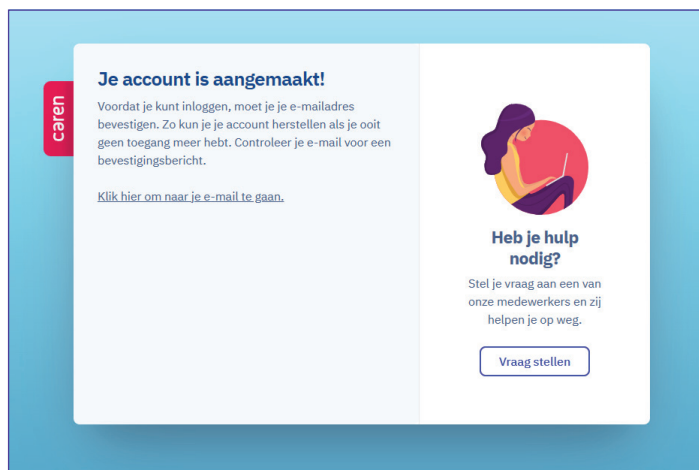 caren
Je account is aangemaakt!
Voordat je kunt inloggen, moet je je e-mailadres
bevestigen. Zo kun je je account herstellen als je ooit
geen toegang meer hebt. Controleer je e-mail voor een
bevestigingsbericht.
Klik hier om naar je e-mail te gaan.
Heb je hulp
nodig?
Stel je vraag aan een van
onze medewerkers en zij
helpen je op weg.
Vraag stellen